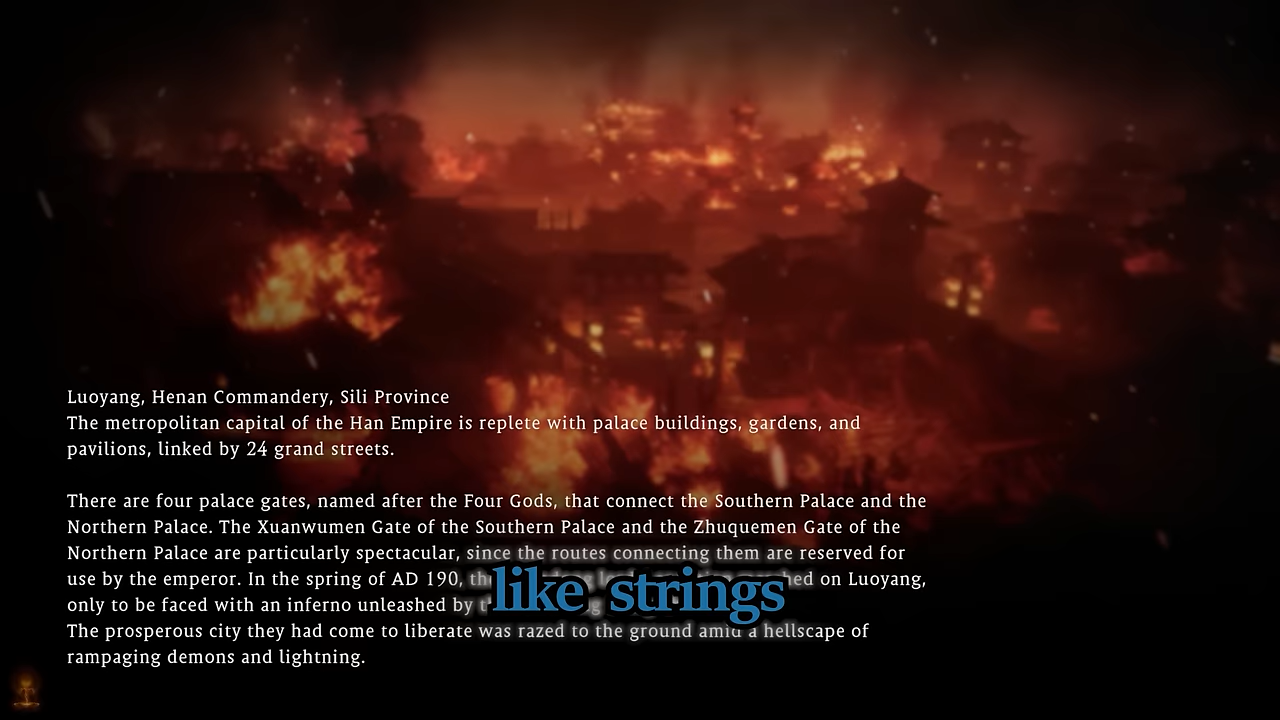 Luoyang, Henan Commandery, Sili Province
The metropolitan capital of the Han Empire is replete with palace buildings, gardens, and
pavilions, linked by 24 grand streets.
There are four palace gates, named after the Four Gods, that connect the Southern Palace and the
Northern Palace. The Xuanwumen Gate of the Southern Palace and the Zhuquemen Gate of the
Northern Palace are particularly spectacular, since the routes connecting them are reserved for
use by the emperor. In the spring of AD 190, on Luoyang,
like strings
only to be faced with an inferno unleashed by
The prosperous city they had come to liberate was razed to the ground amid a hellscape of
rampaging demons and lightning.